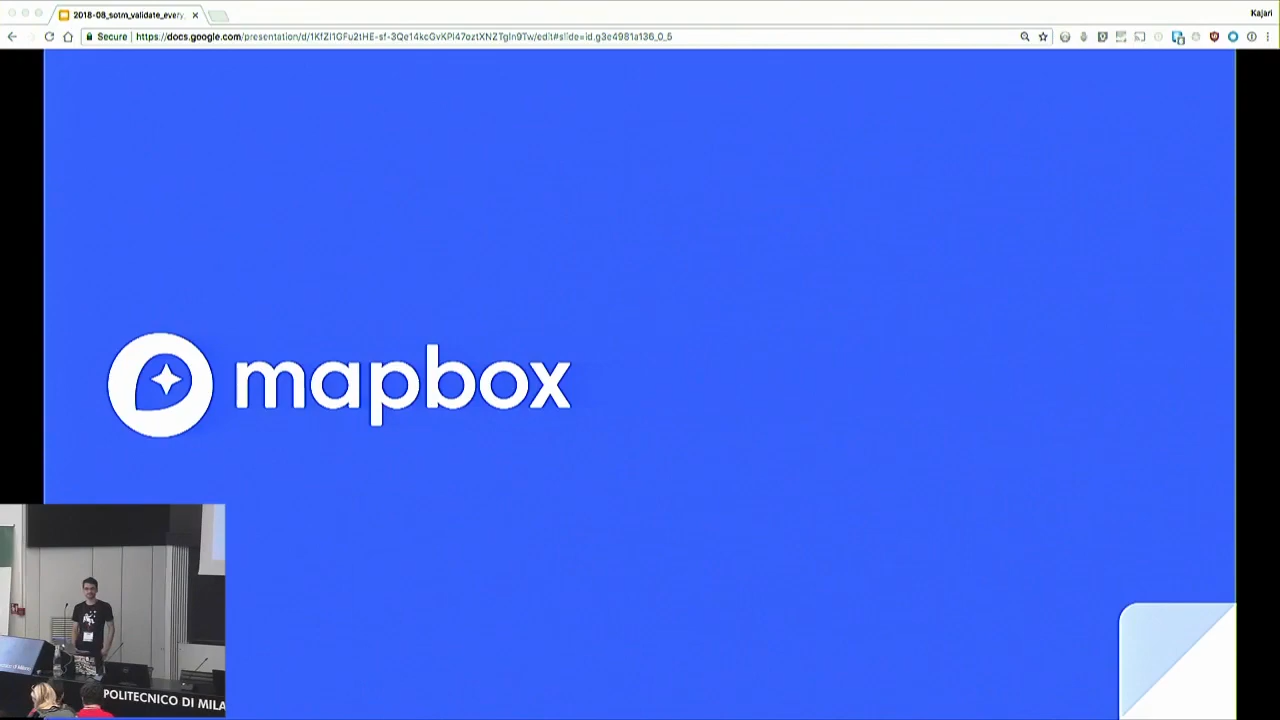 2018-08_sotm_validate_every
Kajari
Secure
https://docs.google.com/presentation/d/1KfZl1GFu2tHE-sf-3Qe14kcGvKPl47oztXNZTgln9Tw/edit#slide=id.g3e4981a136_0_5
mapbox
POLITECNICO DI MILA